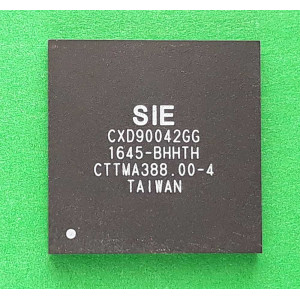 SIE
CXD90042GG
1645-BHHTH
CTTMA388.00-4
TAIWAN